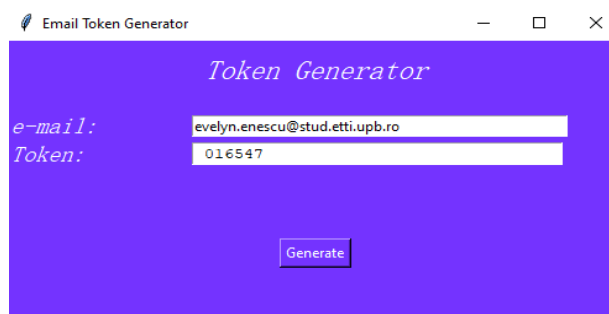 Email Token Generator
Token Generator
e-mail: evelyn.enescu@stud.etti.upb.ro
Token: 016547
Generate